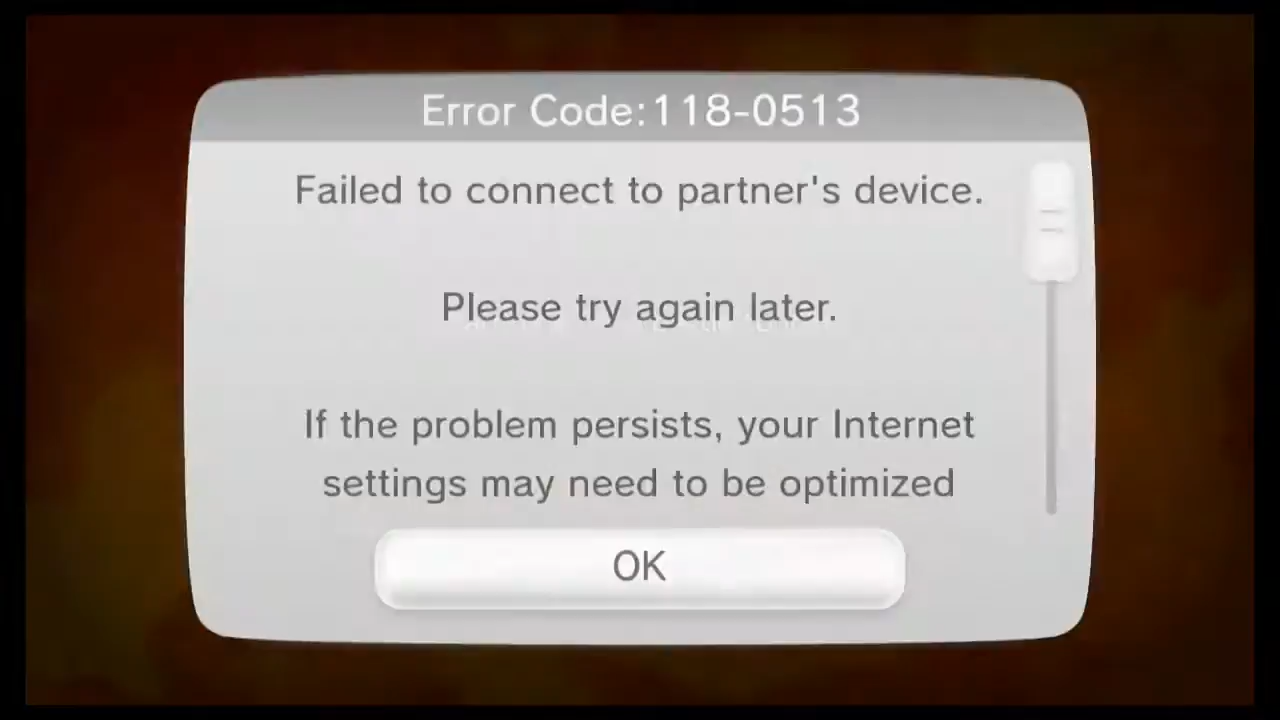 Error Code:118-0513
Failed to connect to partner's device.
Please try again later.
If the problem persists, your Internet
settings may need to be optimized
OK